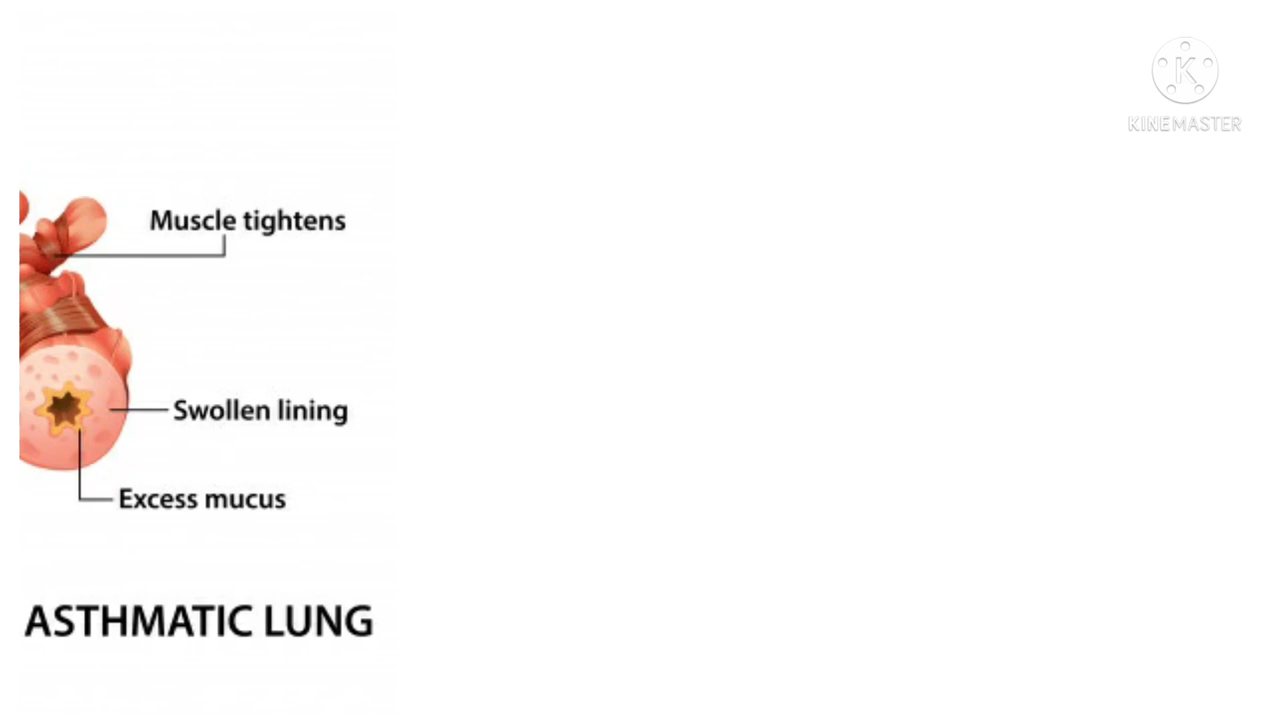 KINEMASTER
Muscle tightens
Swollen lining
Excess mucus
ASTHMATIC LUNG